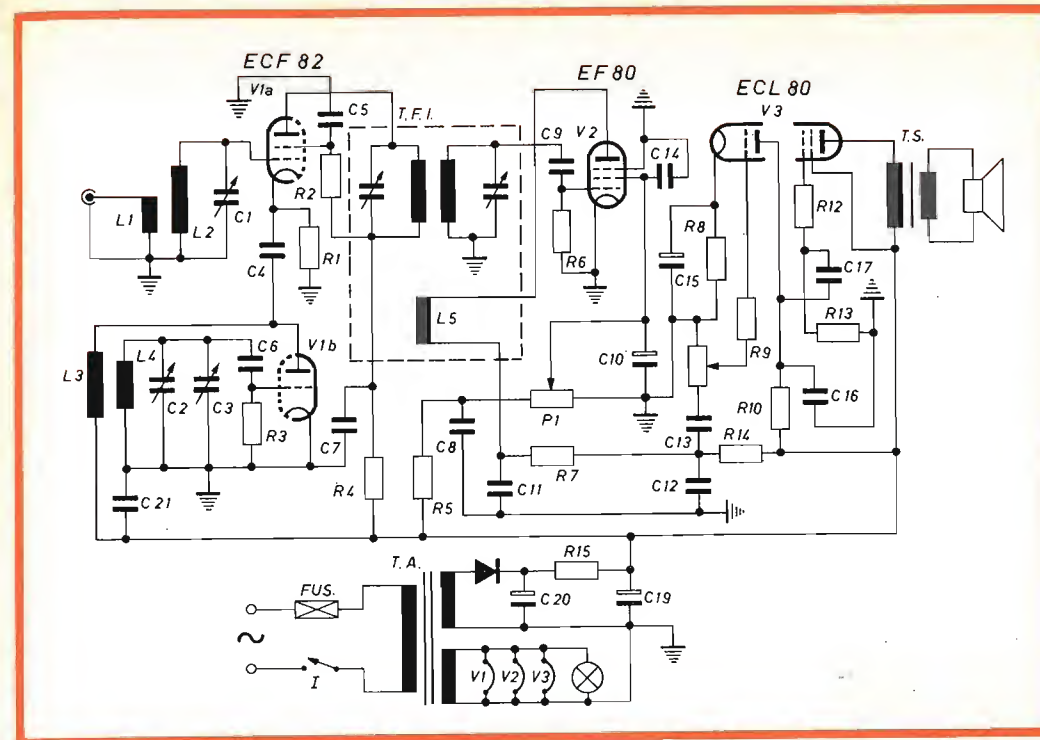 ECF 82
V1a
EF 80
ECL 80
V3
T.S.
C5
T.F.I.
C9
V2
C14
R2
L1
L2
C1
R1
C4
R6
R8
C15
R12
C17
R13
L5
L3
L4
C2
C3
C6
V1b
R3
C7
C10
R9
R10
C16
P1
C8
C13
R14
R7
C21
R4
R5
C11
C12
T.A.
R15
FUS.
C20
C19
~
I
V1 V2 V3